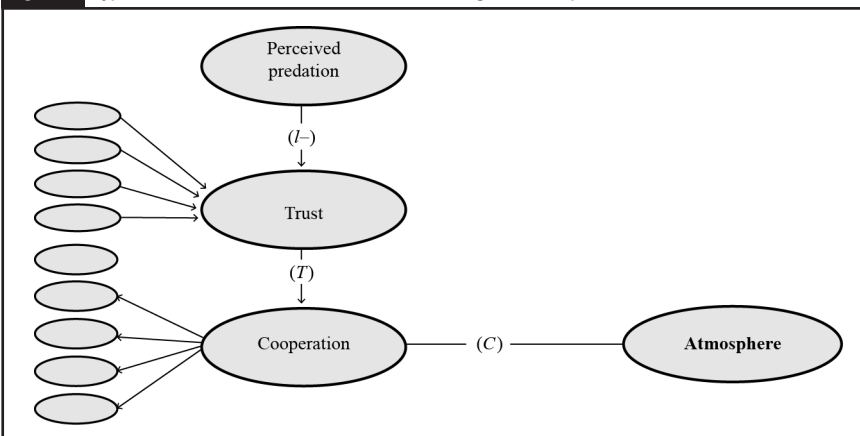 Perceived
predation
(l–)
Trust
(T)
Cooperation
(C)
Atmosphere